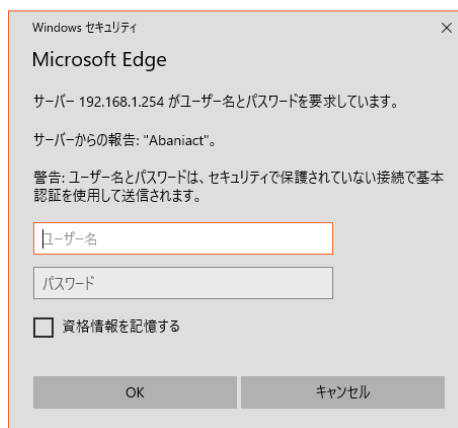 Windows セキュリティ
Microsoft Edge
サーバー 192.168.1.254 がユーザー名とパスワードを要求しています。
サーバーからの報告: "Abaniact"。
警告: ユーザー名とパスワードは、セキュリティで保護されていない接続で基本
認証を使用して送信されます。
ユーザー名
パスワード
資格情報を記憶する
OK
キャンセル